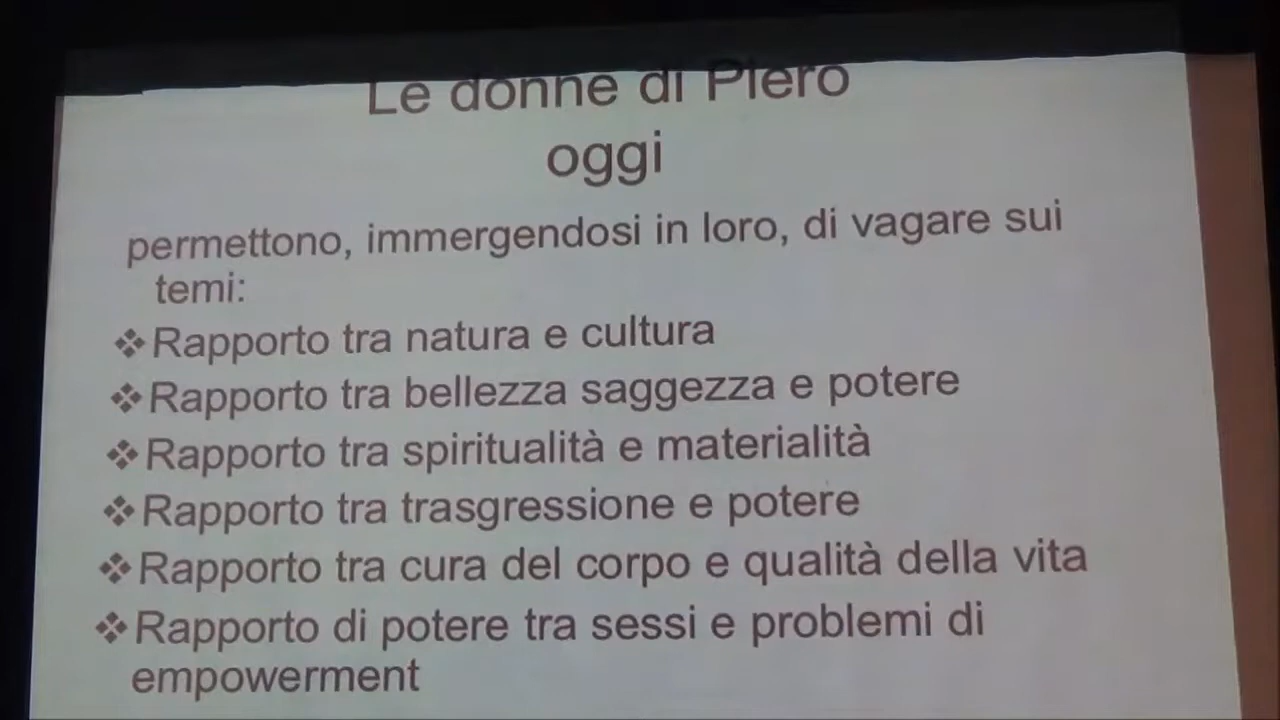 Le donne di Piero
oggi
permettono, immergendosi in loro, di vagare sui
temi:
❖Rapporto tra natura e cultura
❖Rapporto tra bellezza saggezza e potere
❖Rapporto tra spiritualità e materialità
❖Rapporto tra trasgressione e potere
❖Rapporto tra cura del corpo e qualità della vita
❖Rapporto di potere tra sessi e problemi di
empowerment